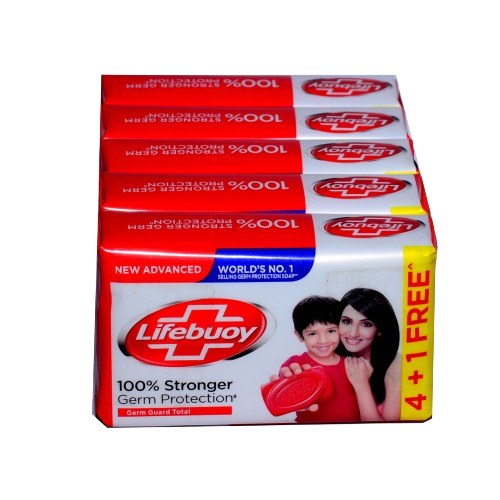 100% STRONGER GERM PROTECTION* Lifebuoy
100% STRONGER GERM PROTECTION* Lifebuoy
100% STRONGER GERM PROTECTION* Lifebuoy
100% STRONGER GERM PROTECTION* Lifebuoy
100% STRONGER GERM PROTECTION* Lifebuoy
NEW ADVANCED
WORLD'S NO. 1
SELLING GERM PROTECTION SOAP
Lifebuoy
100% Stronger
Germ Protection*
Germ Guard Total
4 + 1 FREE^